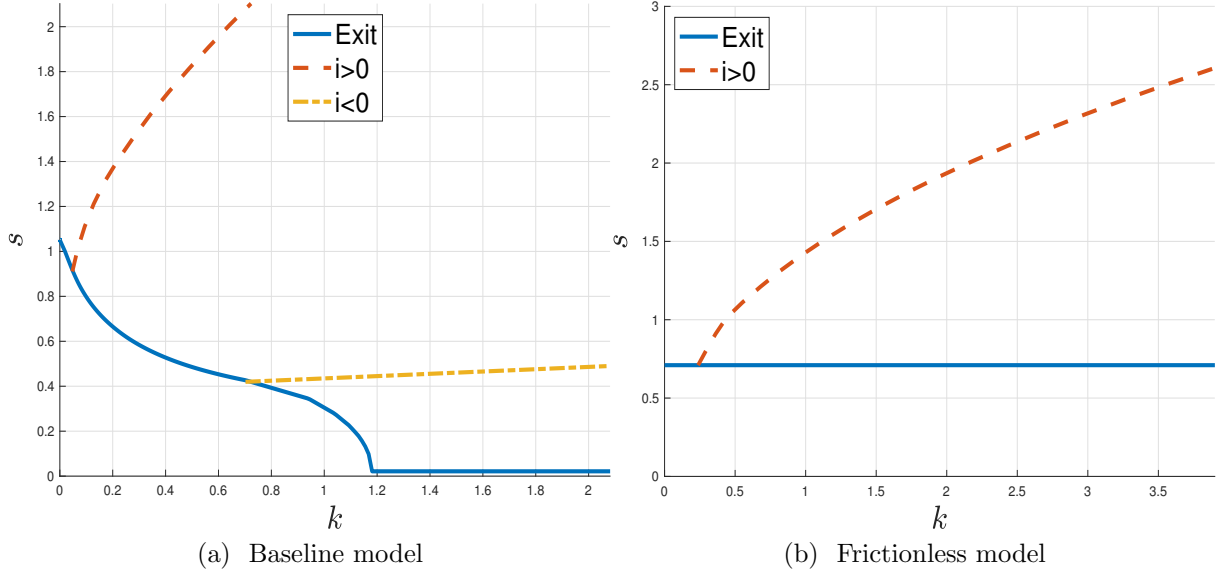 Exit
i>0
i<0
2
1.8
1.6
1.4
1.2
1
0.8
0.6
0.4
0.2
0
s
0 0.2 0.4 0.6 0.8 1 1.2 1.4 1.6 1.8 2
k
(a) Baseline model
Exit
i>0
3
2.5
2
1.5
1
0.5
0
s
0 0.5 1 1.5 2 2.5 3 3.5
k
(b) Frictionless model